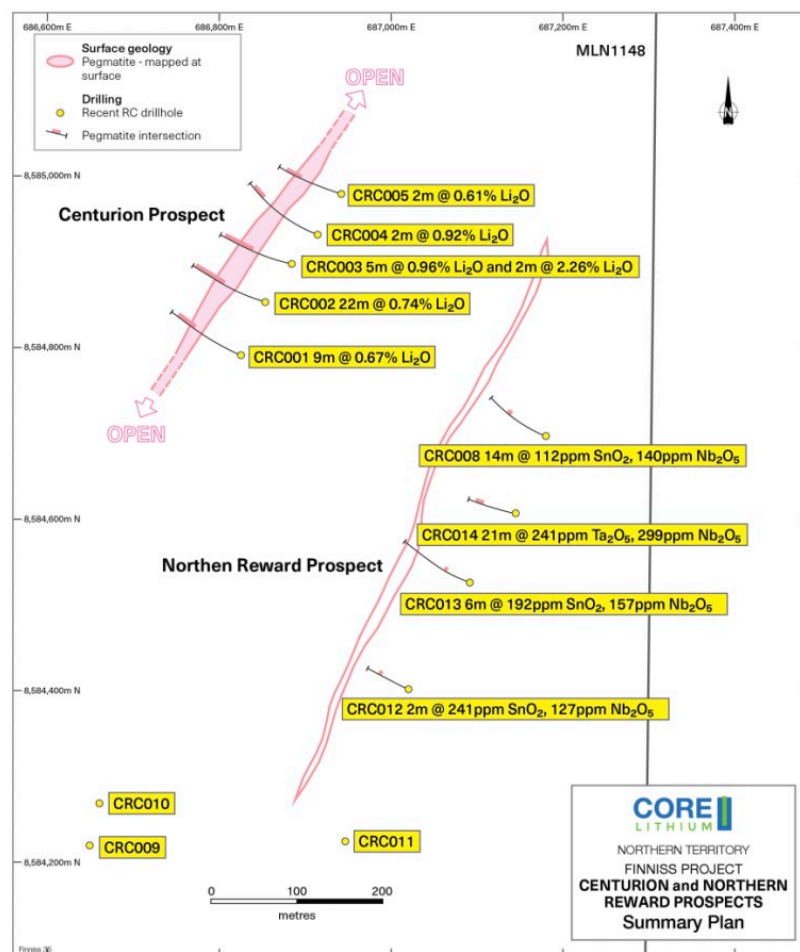 686,600m E
686,800m E
687,000m E
687,200m E
687,400m E
MLN1148
Surface geology
Pegmatite - mapped at
surface
Drilling
Recent RC drillhole
Pegmatite intersection
OPEN
N
8,585,000m N
Centurion Prospect
CRC005 2m @ 0.61% Li₂O
CRC004 2m @ 0.92% Li₂O
CRC003 5m @ 0.96% Li₂O and 2m @ 2.26% Li₂O
CRC002 22m @ 0.74% Li₂O
8,584,800m N
CRC001 9m @ 0.67% Li₂O
OPEN
CRC008 14m @ 112ppm SnO₂, 140ppm Nb₂O₅
8,584,600m N
CRC014 21m @ 241ppm Ta₂O₅, 299ppm Nb₂O₅
Northen Reward Prospect
CRC013 6m @ 192ppm SnO₂, 157ppm Nb₂O₅
8,584,400m N
CRC012 2m @ 241ppm SnO₂, 127ppm Nb₂O₅
CRC010
CRC009
CRC011
8,584,200m N
0 100 200
metres
CORE
LITHIUM
NORTHERN TERRITORY
FINNISS PROJECT
CENTURION and NORTHERN
REWARD PROSPECTS
Summary Plan
Finniss 36